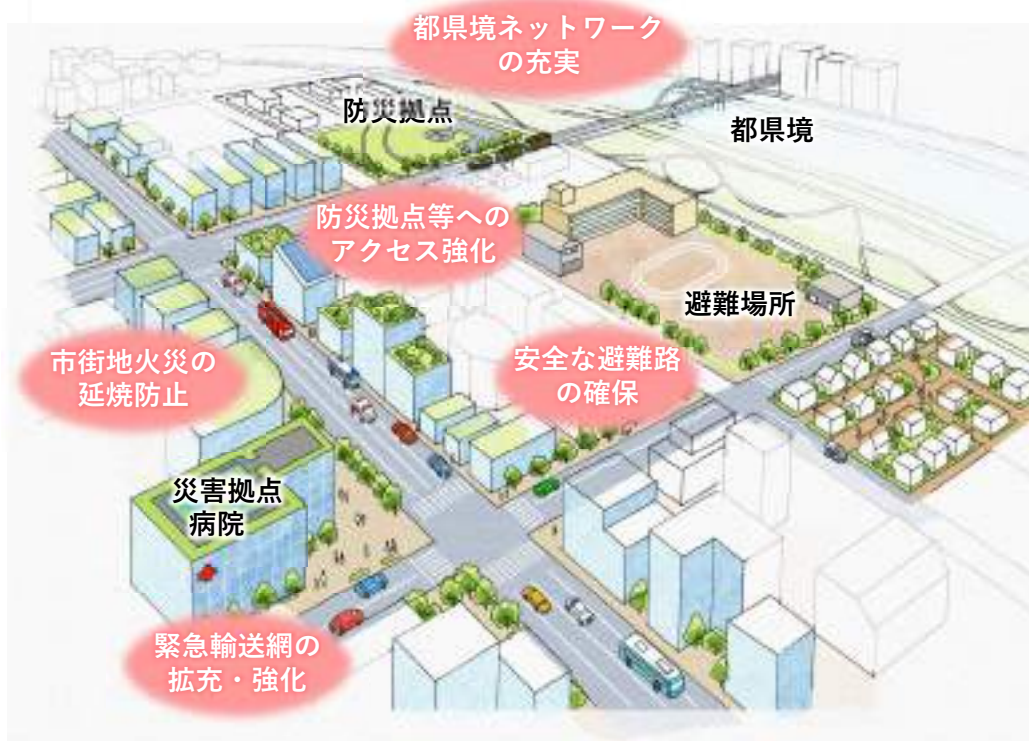 都県境ネットワーク
の充実
防災拠点
都県境
防災拠点等への
アクセス強化
避難場所
市街地火災の
延焼防止
安全な避難路
の確保
災害拠点
病院
緊急輸送網の
拡充・強化